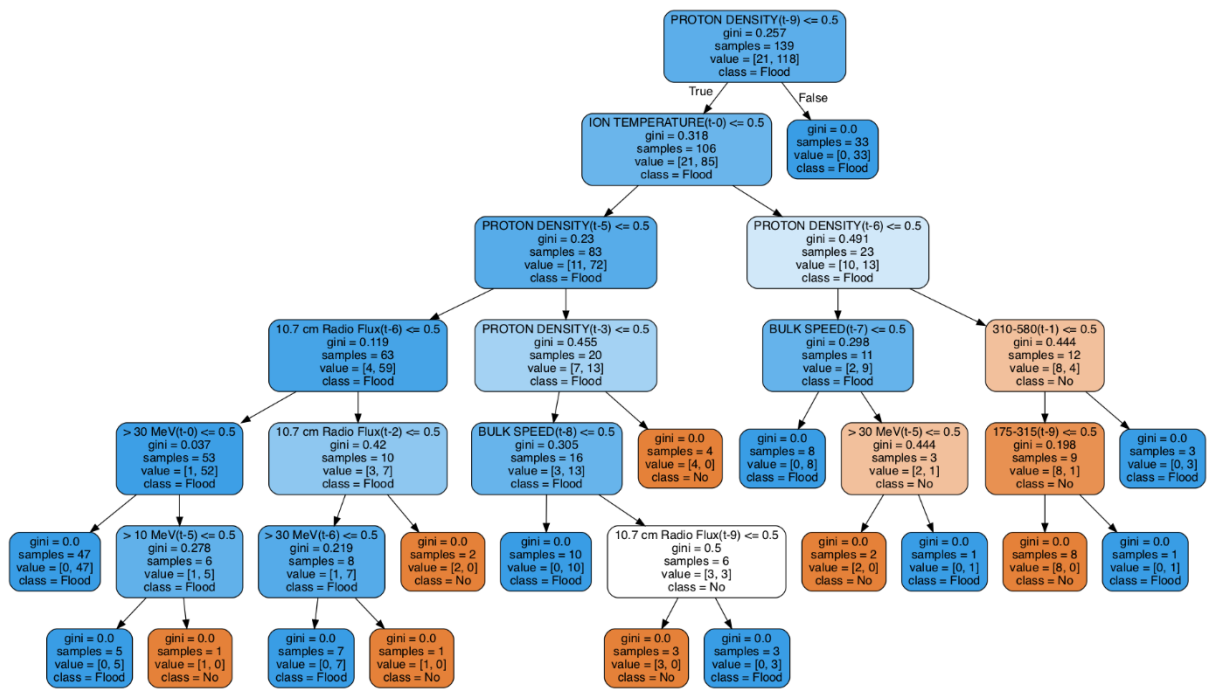 PROTON DENSITY(t-9) <= 0.5
gini = 0.257
samples = 139
value = [21, 118]
class = Flood
True
False
ION TEMPERATURE(t-0) <= 0.5
gini = 0.318
samples = 106
value = [21, 85]
class = Flood
gini = 0.0
samples = 33
value = [0, 33]
class = Flood
PROTON DENSITY(t-5) <= 0.5
gini = 0.23
samples = 83
value = [11, 72]
class = Flood
PROTON DENSITY(t-6) <= 0.5
gini = 0.491
samples = 23
value = [10, 13]
class = Flood
10.7 cm Radio Flux(t-6) <= 0.5
gini = 0.119
samples = 63
value = [4, 59]
class = Flood
PROTON DENSITY(t-3) <= 0.5
gini = 0.455
samples = 20
value = [7, 13]
class = Flood
BULK SPEED(t-7) <= 0.5
gini = 0.298
samples = 11
value = [2, 9]
class = Flood
310-580(t-1) <= 0.5
gini = 0.444
samples = 12
value = [8, 4]
class = No
> 30 MeV(t-0) <= 0.5
gini = 0.037
samples = 53
value = [1, 52]
class = Flood
10.7 cm Radio Flux(t-2) <= 0.5
gini = 0.42
samples = 10
value = [3, 7]
class = Flood
BULK SPEED(t-8) <= 0.5
gini = 0.305
samples = 16
value = [3, 13]
class = Flood
gini = 0.0
samples = 4
value = [4, 0]
class = No
gini = 0.0
samples = 8
value = [0, 8]
class = Flood
> 30 MeV(t-5) <= 0.5
gini = 0.444
samples = 3
value = [2, 1]
class = No
175-315(t-9) <= 0.5
gini = 0.198
samples = 9
value = [8, 1]
class = No
gini = 0.0
samples = 3
value = [0, 3]
class = Flood
gini = 0.0
samples = 47
value = [0, 47]
class = Flood
> 10 MeV(t-5) <= 0.5
gini = 0.278
samples = 6
value = [1, 5]
class = Flood
> 30 MeV(t-6) <= 0.5
gini = 0.219
samples = 8
value = [1, 7]
class = Flood
gini = 0.0
samples = 2
value = [2, 0]
class = No
gini = 0.0
samples = 10
value = [0, 10]
class = Flood
10.7 cm Radio Flux(t-9) <= 0.5
gini = 0.5
samples = 6
value = [3, 3]
class = No
gini = 0.0
samples = 2
value = [2, 0]
class = No
gini = 0.0
samples = 1
value = [0, 1]
class = Flood
gini = 0.0
samples = 8
value = [8, 0]
class = No
gini = 0.0
samples = 1
value = [0, 1]
class = Flood
gini = 0.0
samples = 5
value = [0, 5]
class = Flood
gini = 0.0
samples = 1
value = [1, 0]
class = No
gini = 0.0
samples = 7
value = [0, 7]
class = Flood
gini = 0.0
samples = 1
value = [1, 0]
class = No
gini = 0.0
samples = 3
value = [3, 0]
class = No
gini = 0.0
samples = 3
value = [0, 3]
class = Flood